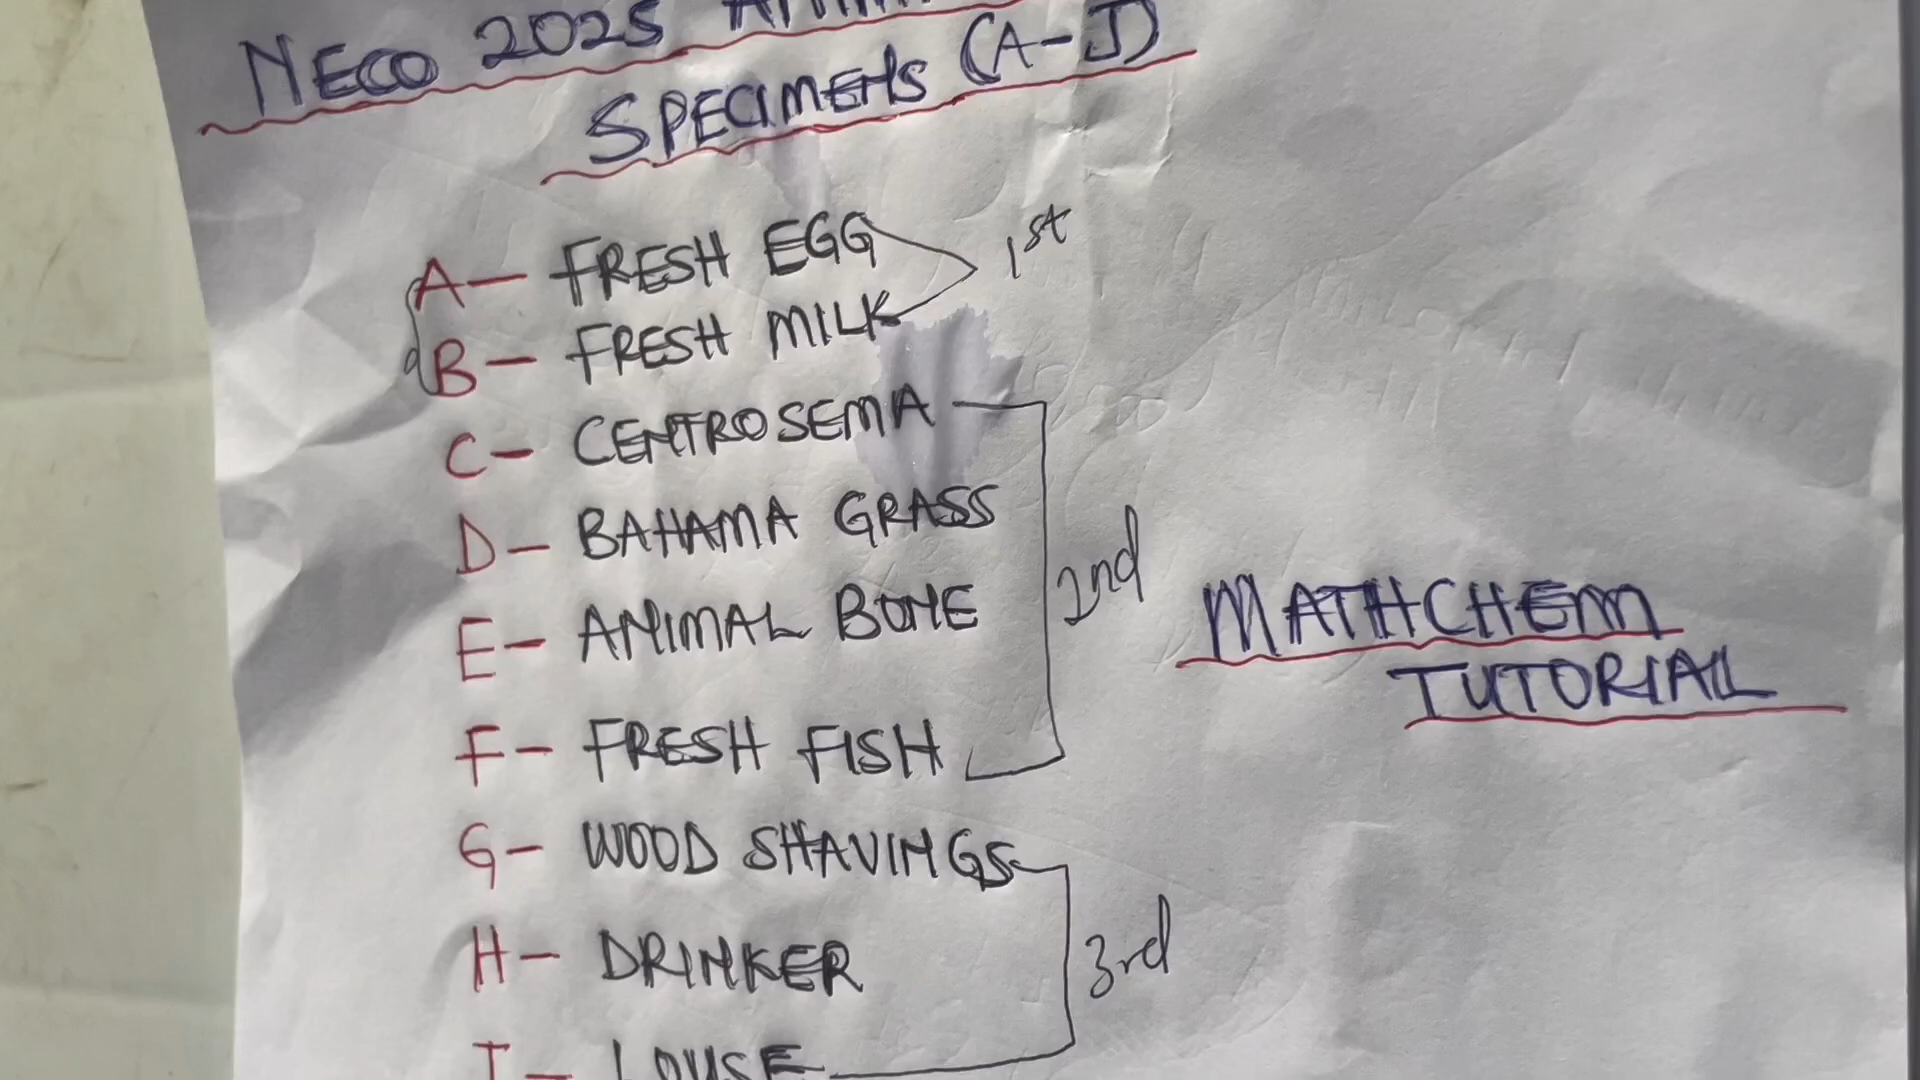 NECO 2025
SPECIMENS (A-J)
A- FRESH EGG
1st
B- FRESH MILK
C- CENTROSEMA
D- BAHAMA GRASS
2nd
E- ANIMAL BONE
MATHCHEM
TUTORIAL
F- FRESH FISH
G- WOOD SHAVINGS
H- DRINKER
3rd
I- LOUSE